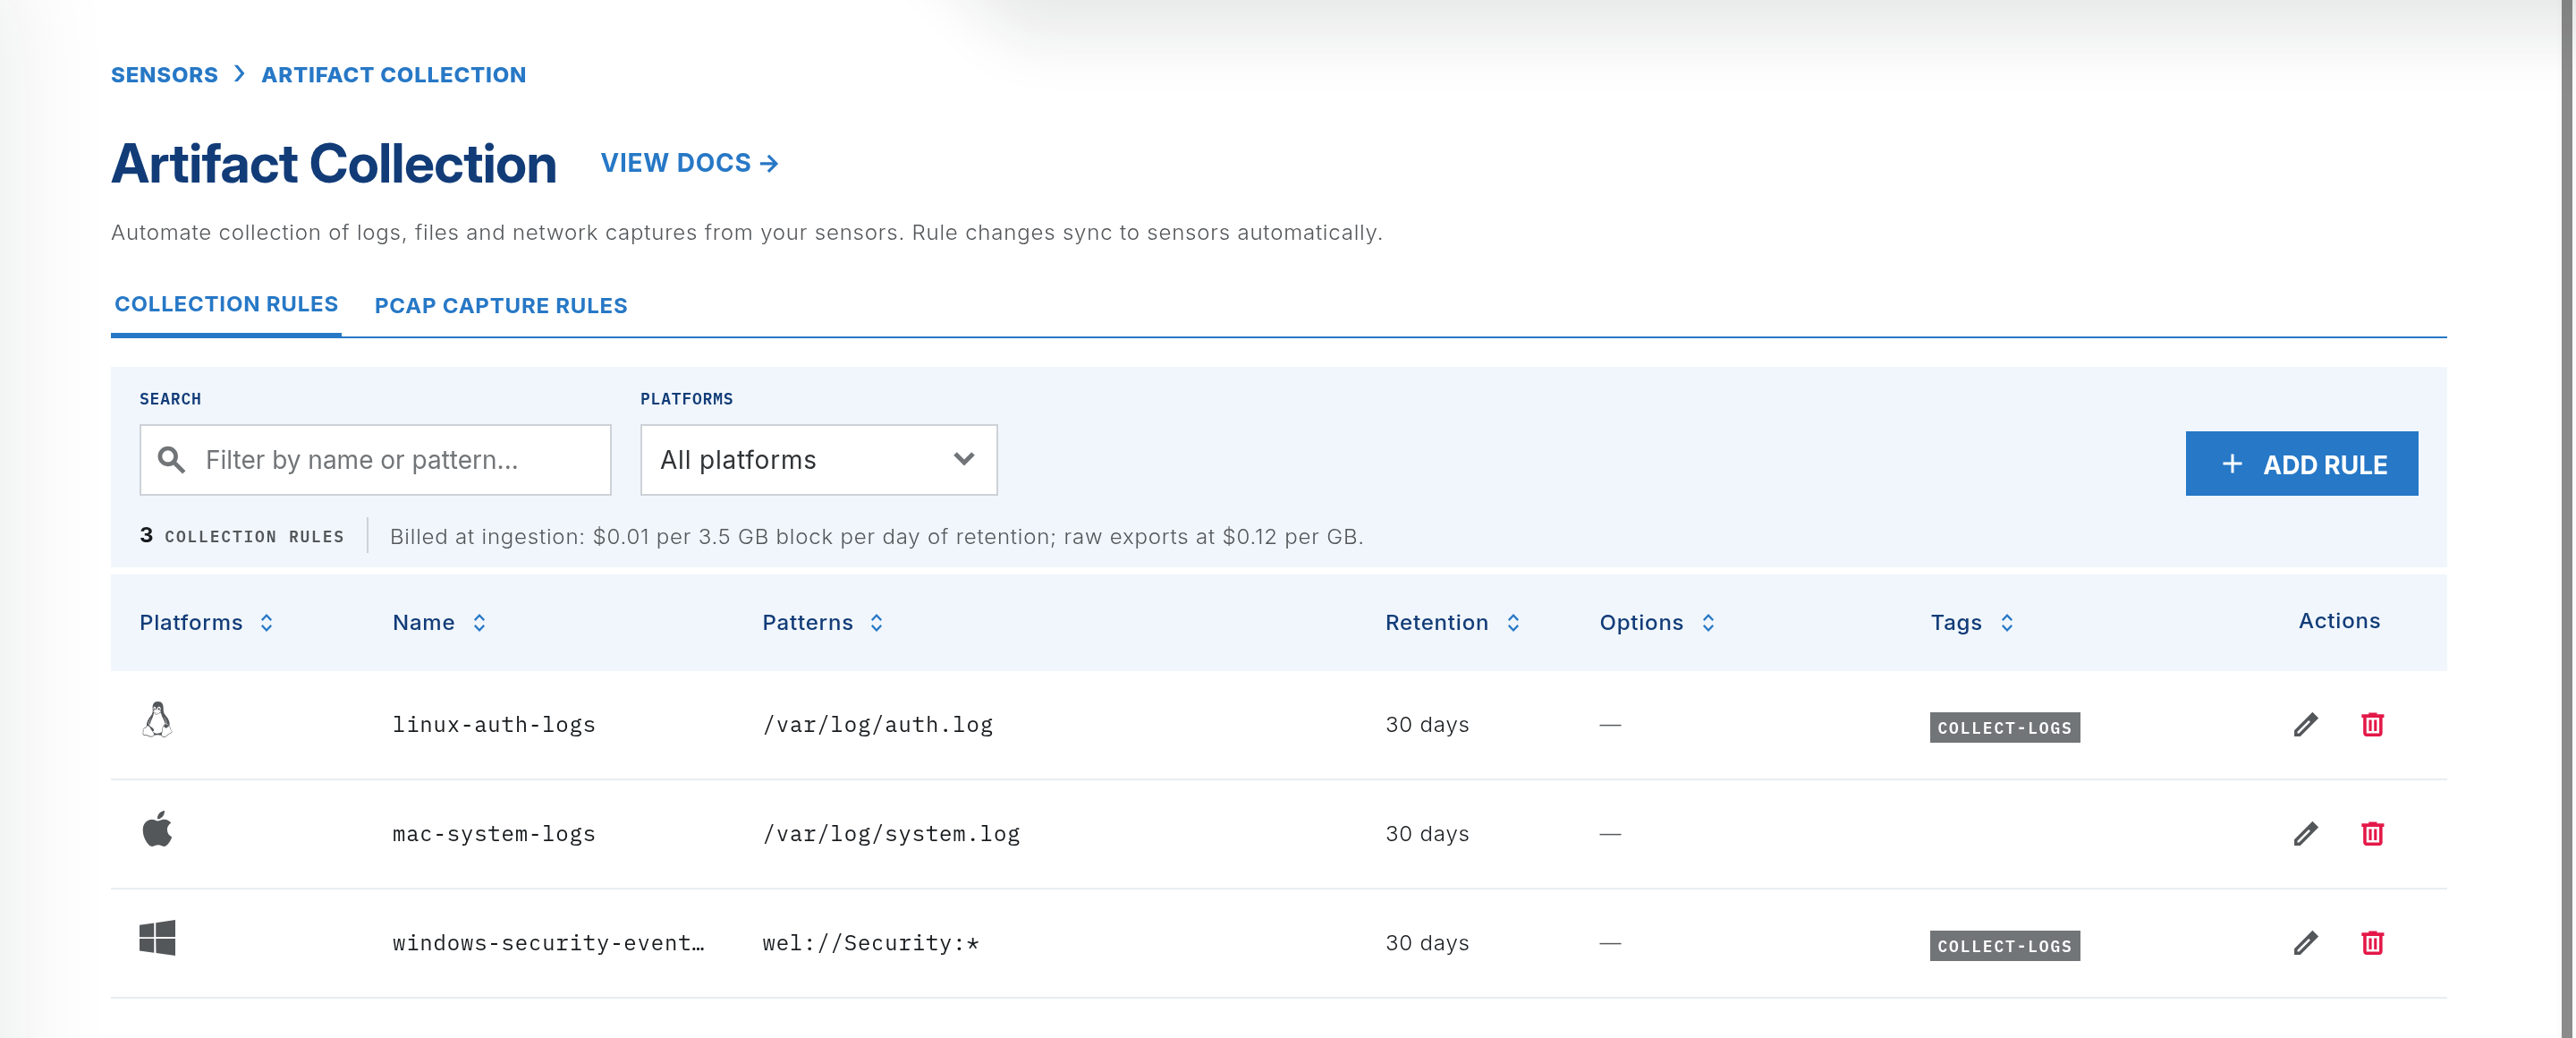 SENSORS > ARTIFACT COLLECTION
Artifact Collection VIEW DOCS →
Automate collection of logs, files and network captures from your sensors. Rule changes sync to sensors automatically.
COLLECTION RULES PCAP CAPTURE RULES
SEARCH PLATFORMS
Filter by name or pattern... All platforms
+ ADD RULE
3 COLLECTION RULES Billed at ingestion: $0.01 per 3.5 GB block per day of retention; raw exports at $0.12 per GB.
Platforms Name Patterns Retention Options Tags Actions
linux-auth-logs /var/log/auth.log 30 days — COLLECT-LOGS
mac-system-logs /var/log/system.log 30 days —
windows-security-event… wel://Security:* 30 days — COLLECT-LOGS